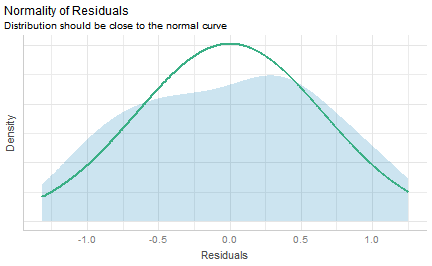 Normality of Residuals
Distribution should be close to the normal curve
Density
-1.0 -0.5 0.0 0.5 1.0
Residuals